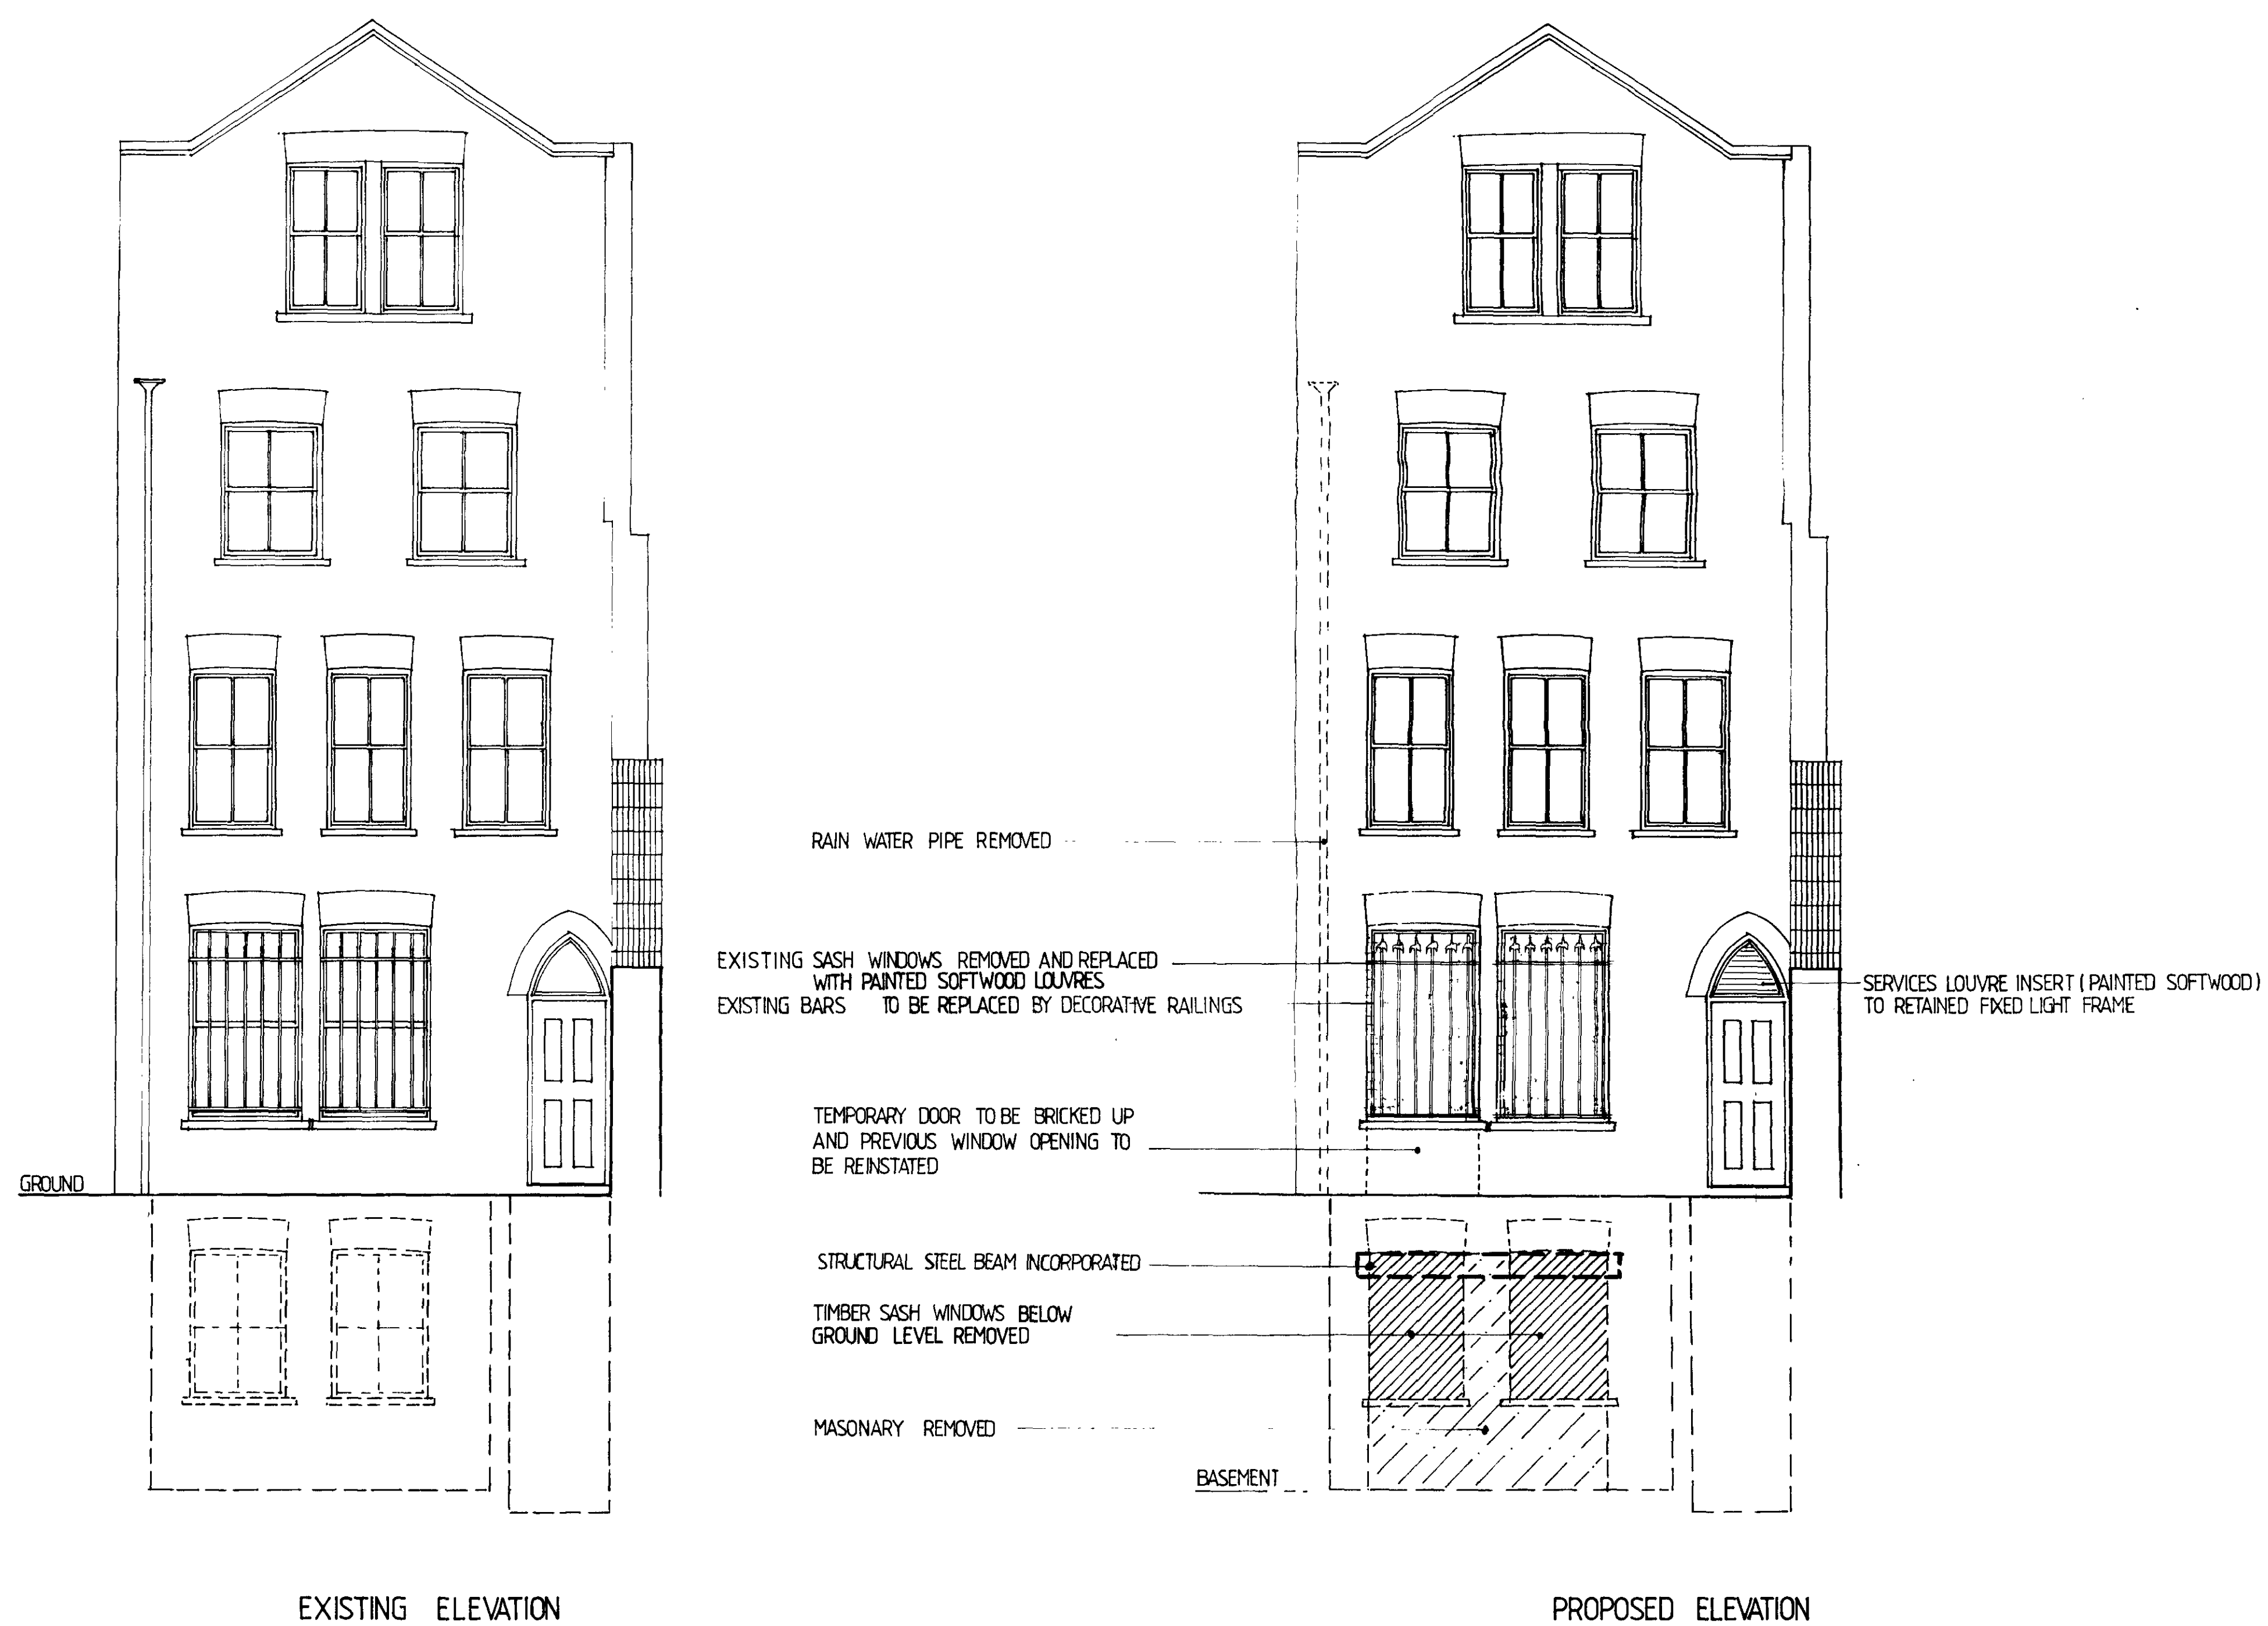 RAIN WATER PIPE REMOVED
EXISTING SASH WINDOWS REMOVED AND REPLACED
WITH PAINTED SOFTWOOD LOUVRES
EXISTING BARS TO BE REPLACED BY DECORATIVE RAILINGS
SERVICES LOUVRE INSERT (PAINTED SOFTWOOD)
TO RETAINED FIXED LIGHT FRAME
TEMPORARY DOOR TO BE BRICKED UP
AND PREVIOUS WINDOW OPENING TO
BE REINSTATED
GROUND
STRUCTURAL STEEL BEAM INCORPORATED
TIMBER SASH WINDOWS BELOW
GROUND LEVEL REMOVED
MASONARY REMOVED
BASEMENT
EXISTING ELEVATION
PROPOSED ELEVATION